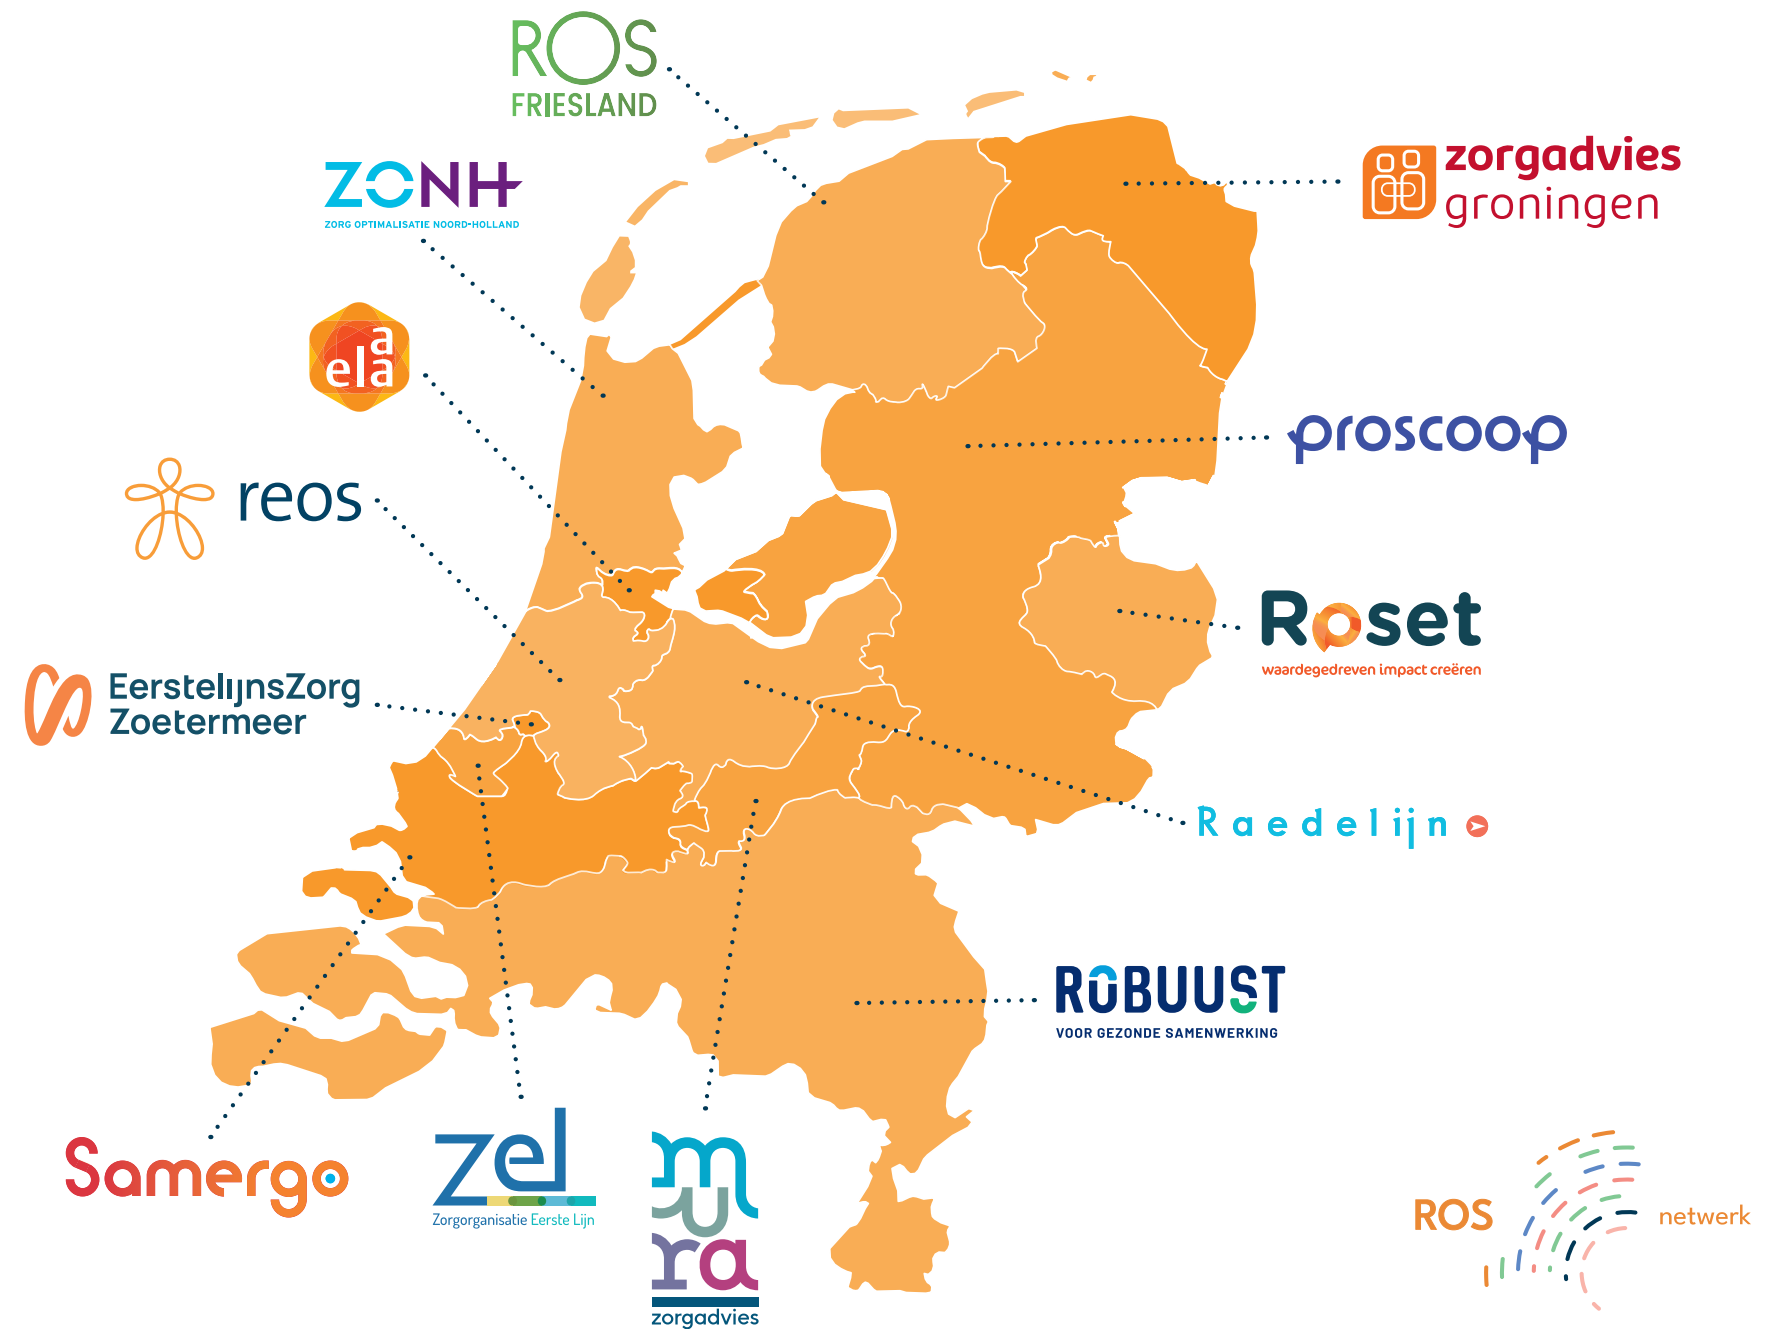 ROS
FRIESLAND
ZONH
ZORG OPTIMALISATIE NOORD-HOLLAND
zorgadvies
groningen
elaa
a
proscoop
reos
Roset
waardegedreven impact creëren
EerstelijnsZorg
Zoetermeer
Raedelijn
ROBUUST
VOOR GEZONDE SAMENWERKING
Samergo
zel
Zorgorganisatie Eerste Lijn
mura
zorgadvies
ROS netwerk